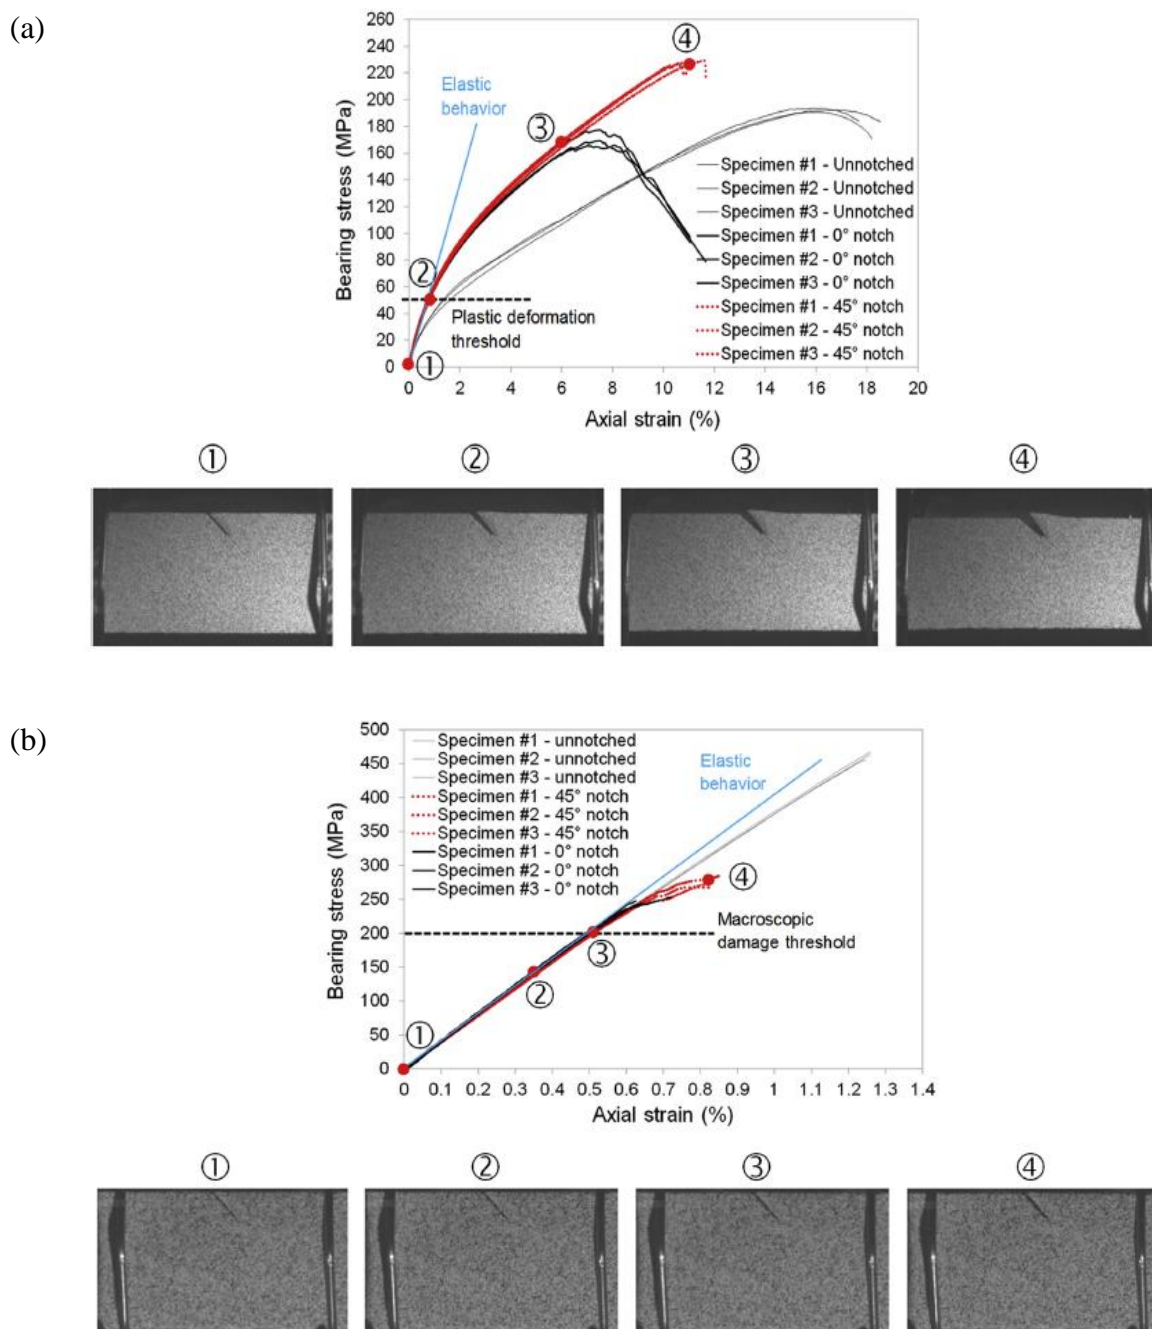 (a)
260
240
220
200
180
160
140
120
100
80
60
40
20
0
Bearing stress (MPa)
Elastic
behavior
④
③
②
①
Plastic deformation
threshold
Specimen #1 - Unnotched
Specimen #2 - Unnotched
Specimen #3 - Unnotched
Specimen #1 - 0° notch
Specimen #2 - 0° notch
Specimen #3 - 0° notch
Specimen #1 - 45° notch
Specimen #2 - 45° notch
Specimen #3 - 45° notch
0 2 4 6 8 10 12 14 16 18 20
Axial strain (%)
① ② ③ ④
(b)
500
450
400
350
300
250
200
150
100
50
0
Bearing stress (MPa)
Specimen #1 - unnotched
Specimen #2 - unnotched
Specimen #3 - unnotched
Specimen #1 - 45° notch
Specimen #2 - 45° notch
Specimen #3 - 45° notch
Specimen #1 - 0° notch
Specimen #2 - 0° notch
Specimen #3 - 0° notch
Elastic
behavior
④
Macroscopic
damage threshold
③
②
①
0 0.1 0.2 0.3 0.4 0.5 0.6 0.7 0.8 0.9 1 1.1 1.2 1.3 1.4
Axial strain (%)
① ② ③ ④